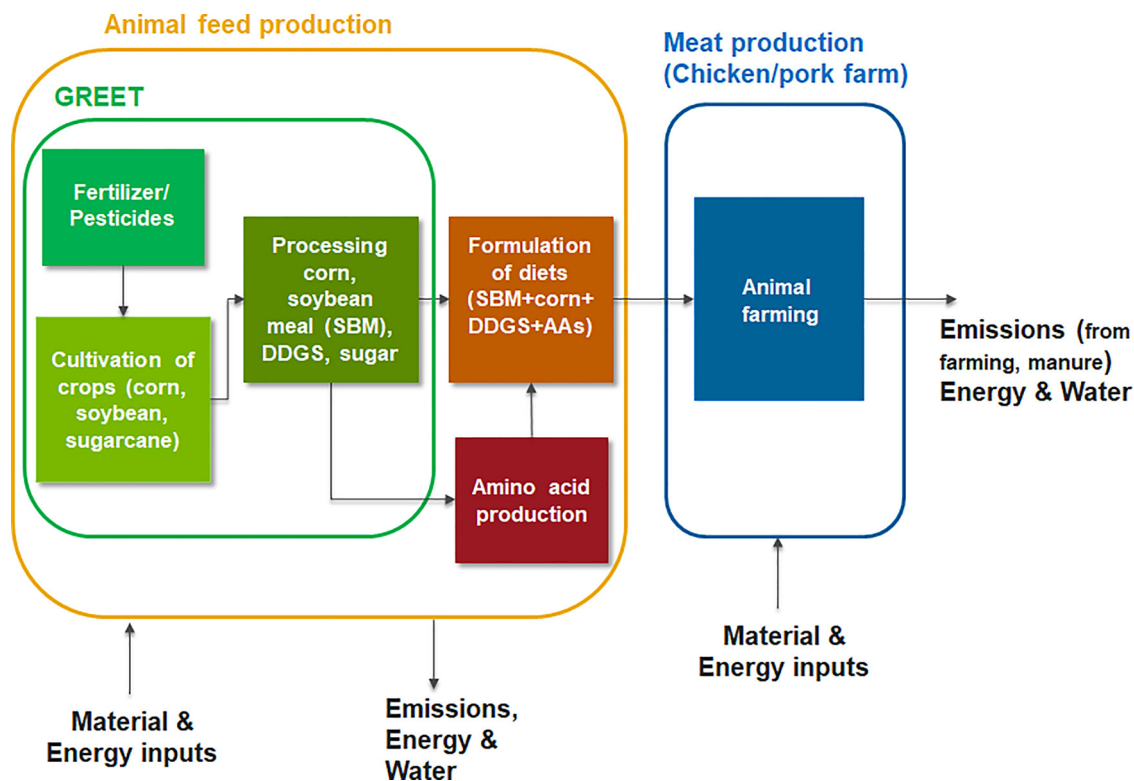 Animal feed production
Meat production
(Chicken/pork farm)
GREET
Fertilizer/
Pesticides
Processing
corn,
soybean
meal (SBM),
DDGS, sugar
Formulation
of diets
(SBM+corn+
DDGS+AAs)
Animal
farming
Cultivation of
crops (corn,
soybean,
sugarcane)
Amino acid
production
Emissions (from
farming, manure)
Energy & Water
Material &
Energy inputs
Emissions,
Energy &
Water
Material &
Energy inputs